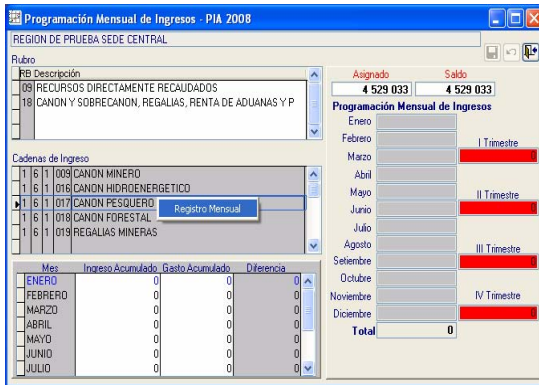 Programación Mensual de Ingresos - PIA 2008
REGION DE PRUEBA SEDE CENTRAL
Rubro
RB Descripción
09 RECURSOS DIRECTAMENTE RECAUDADOS
18 CANON Y SOBRECANON, REGALIAS, RENTA DE ADUANAS Y P
Cadenas de Ingreso
1 6 1 009 CANON MINERO
1 6 1 016 CANON HIDROENERGETICO
1 6 1 017 CANON PESQUERO
1 6 1 018 CANON FORESTAL
1 6 1 019 REGALIAS MINERAS
Registro Mensual
Mes Ingreso Acumulado Gasto Acumulado Diferencia
ENERO 0 0 0
FEBRERO 0 0 0
MARZO 0 0 0
ABRIL 0 0 0
MAYO 0 0 0
JUNIO 0 0 0
JULIO 0 0 0
Asignado Saldo
4 529 033 4 529 033
Programación Mensual de Ingresos
Enero
Febrero I Trimestre
Marzo 0
Abril
Mayo II Trimestre
Junio 0
Julio
Agosto III Trimestre
Setiembre 0
Octubre
Noviembre IV Trimestre
Diciembre 0
Total 0